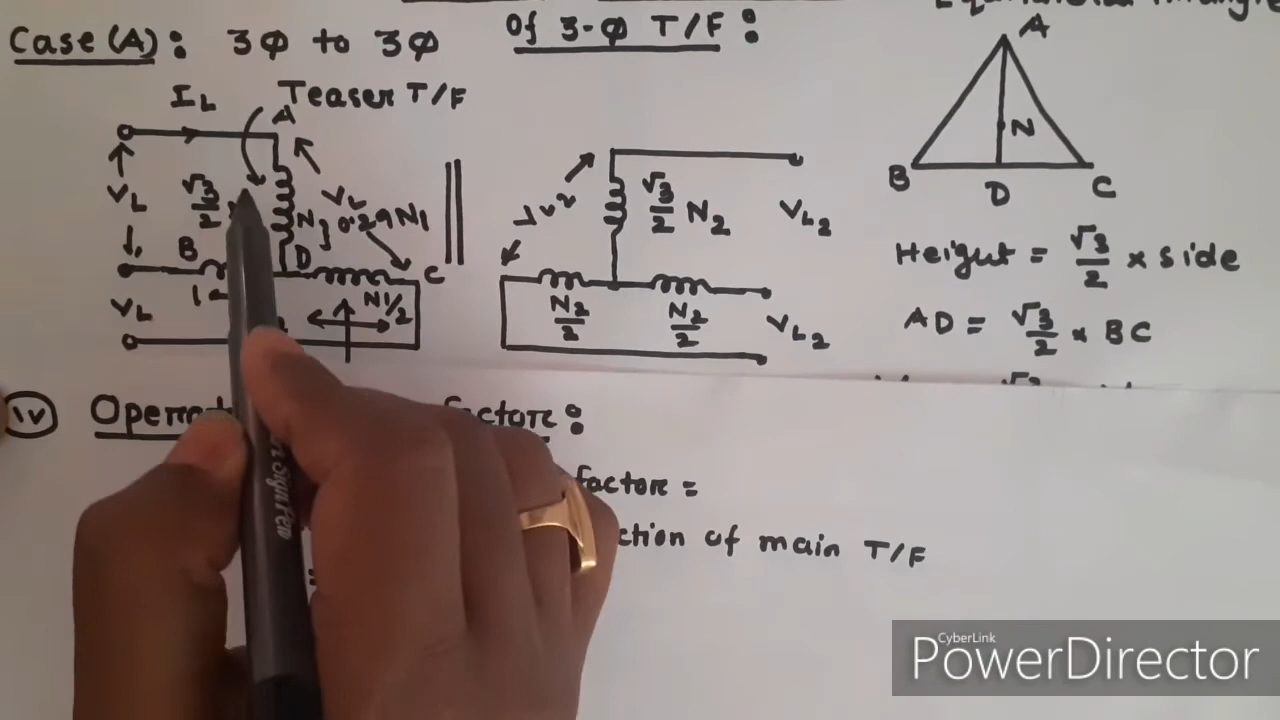 Of 3-Φ T/F :
Case (A) : 3Φ to 3Φ
IL
Teaser T/F
A
VL
√3/2
N
VL
} 0.29 N1
B
D
C
VL
N1/2
VL2
√3/2 N2
VL2
N2/2
N2/2
VL2
A
N
B
D
C
Height = √3/2 × side
AD = √3/2 × BC
(iv)
factor :
factor =
ction of main T/F
=
CyberLink
PowerDirector